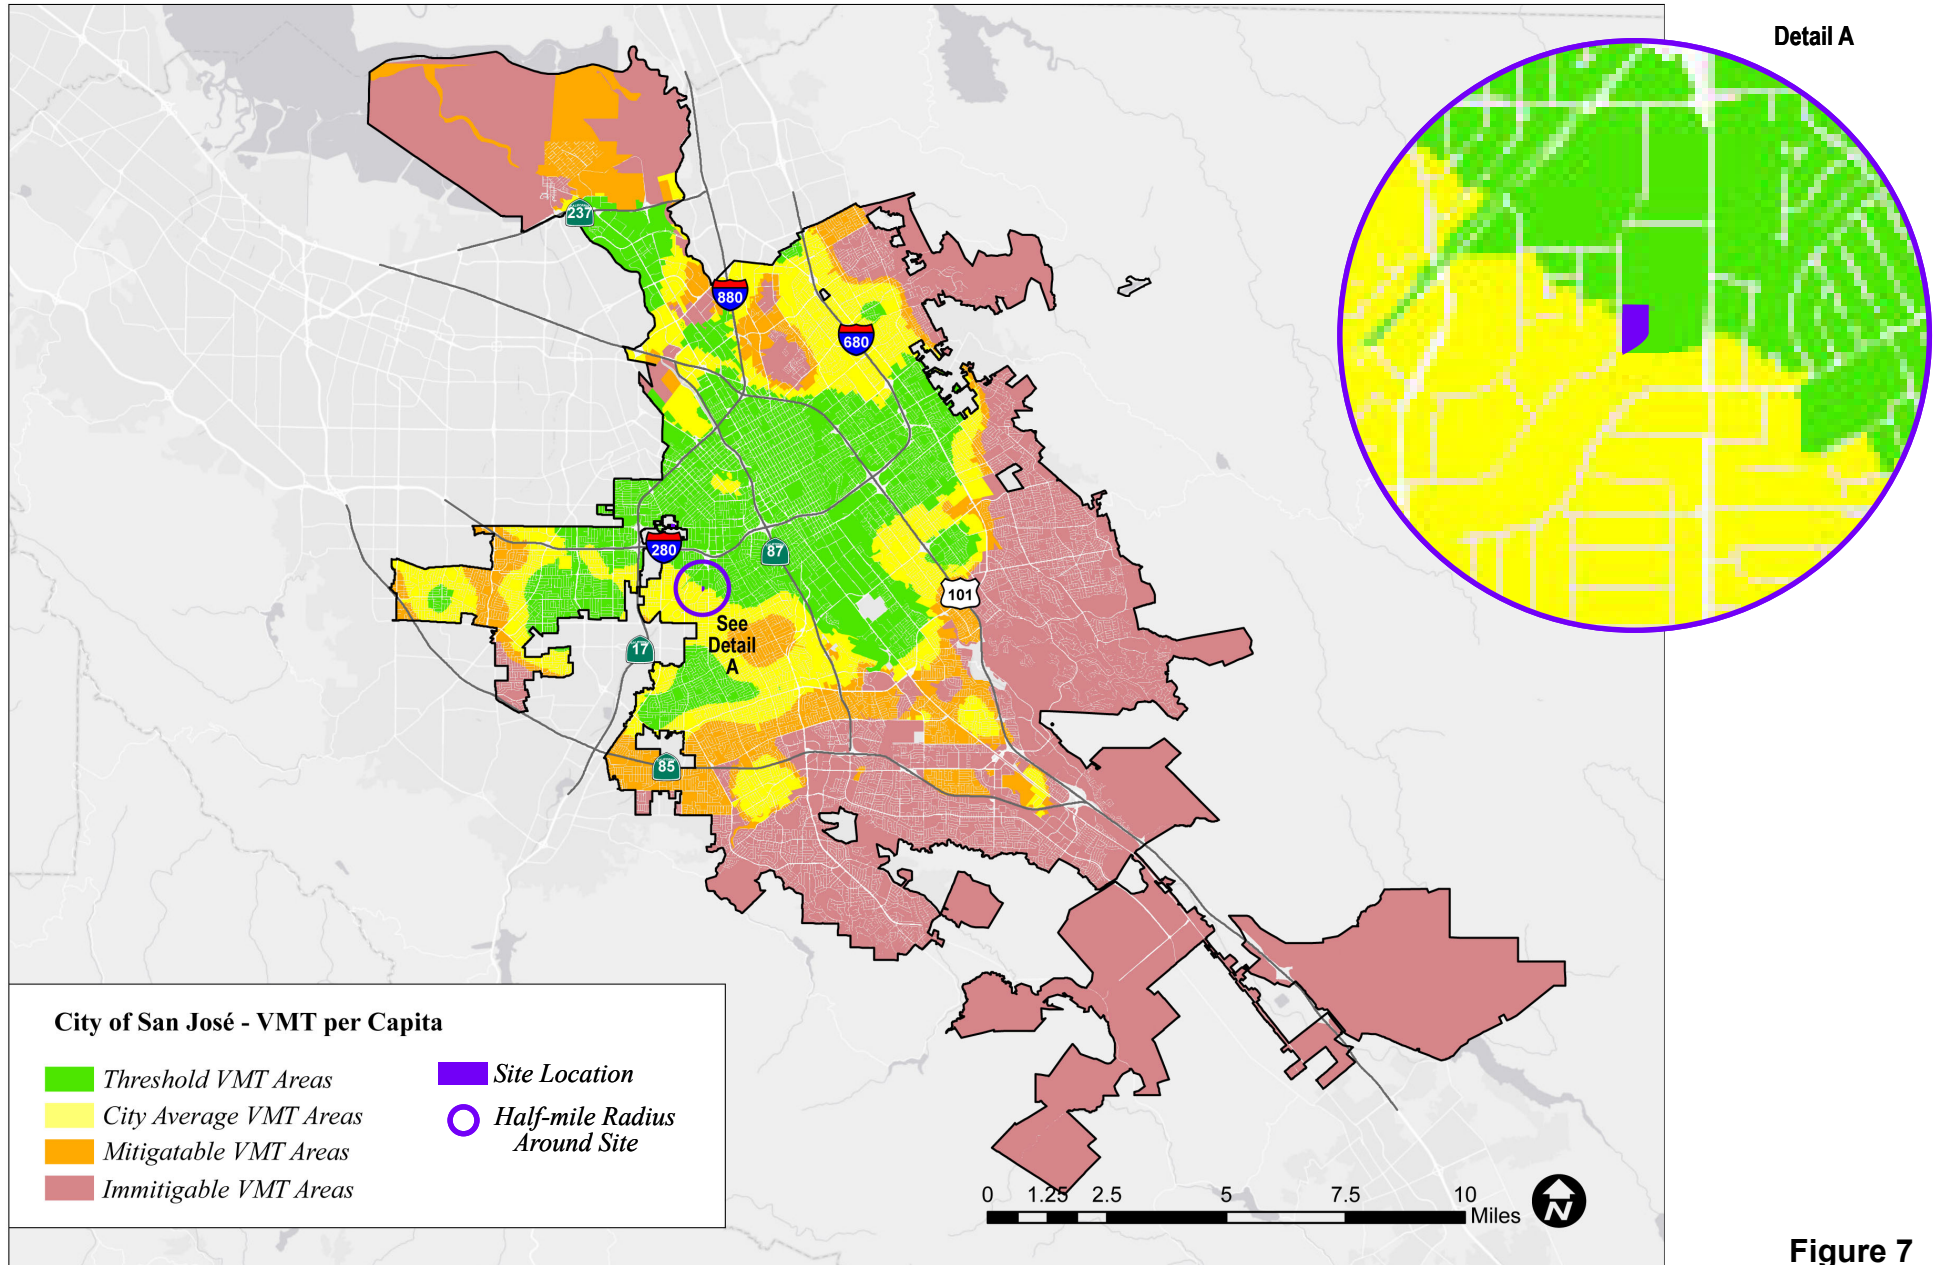 Detail A
237
880
680
280
87
101
See
Detail
A
17
85
City of San José - VMT per Capita
Threshold VMT Areas
City Average VMT Areas
Mitigatable VMT Areas
Immitigable VMT Areas
Site Location
Half-mile Radius
Around Site
0 1.25 2.5 5 7.5 10
Miles
N
Figure 7